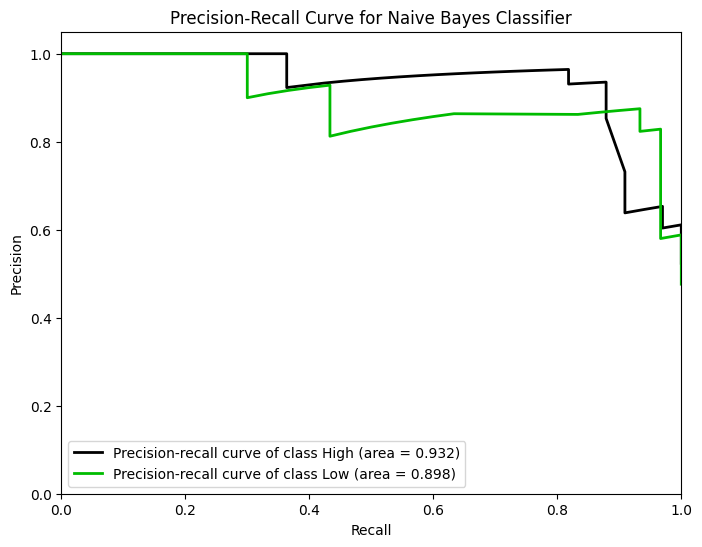 Precision-Recall Curve for Naive Bayes Classifier
1.0
0.8
0.6
0.4
0.2
0.0
Precision
Precision-recall curve of class High (area = 0.932)
Precision-recall curve of class Low (area = 0.898)
0.0 0.2 0.4 0.6 0.8 1.0
Recall